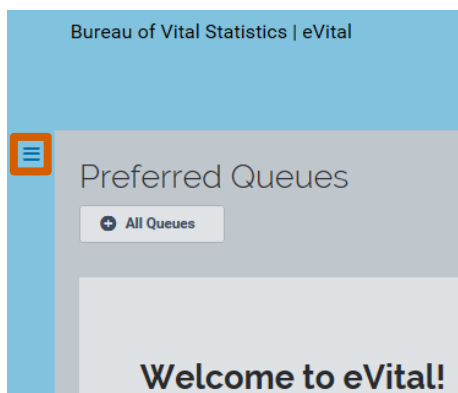 Bureau of Vital Statistics | eVital
Preferred Queues
All Queues
Welcome to eVital!